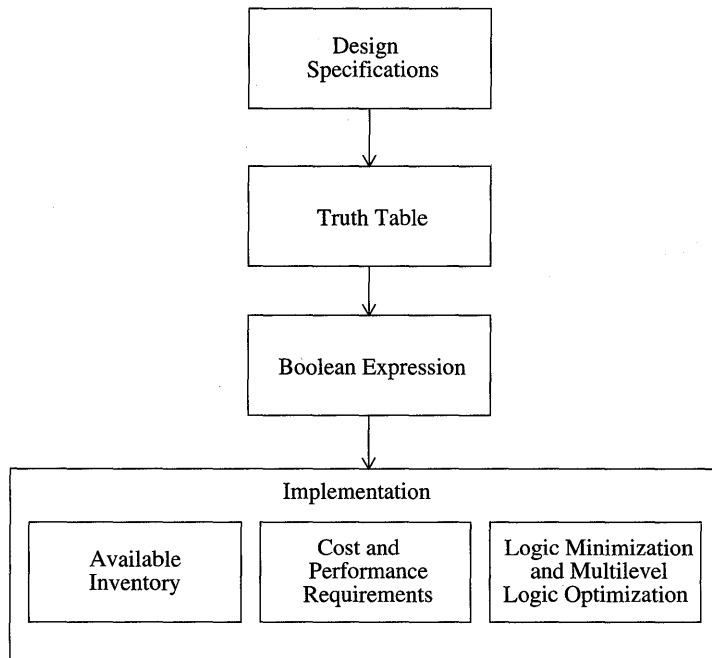 Design
Specifications
Truth Table
Boolean Expression
Implementation
Available
Inventory
Cost and
Performance
Requirements
Logic Minimization
and Multilevel
Logic Optimization